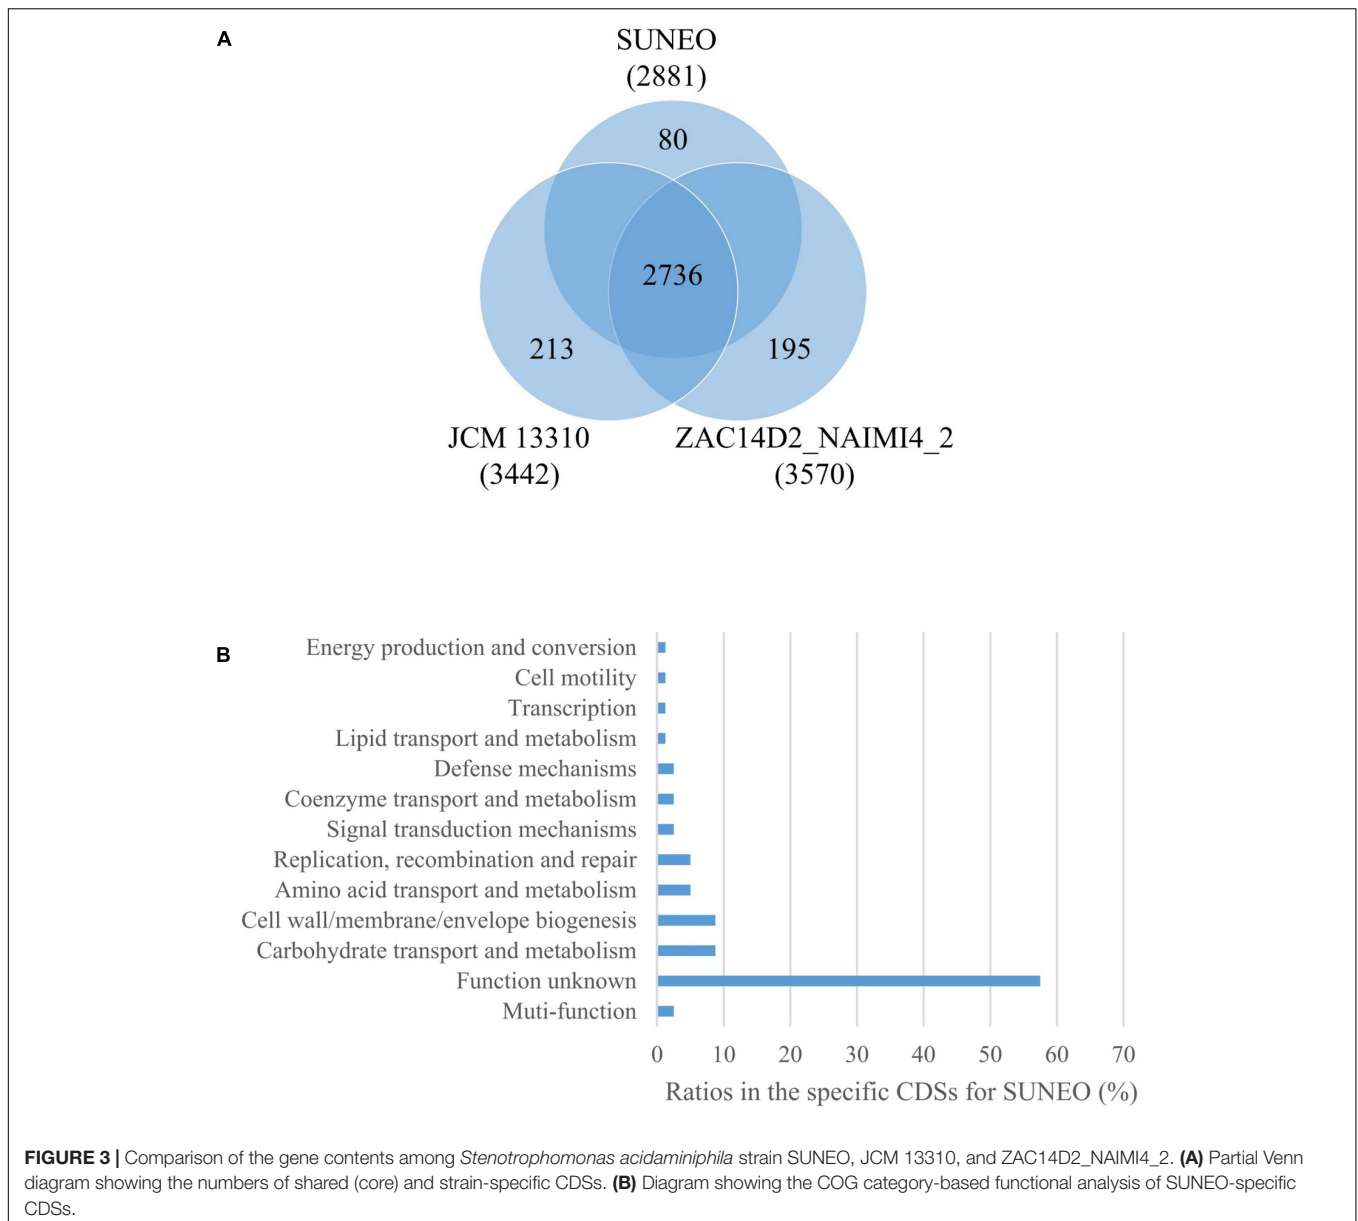 A
SUNEO
(2881)
80
2736
213
195
JCM 13310
(3442)
ZAC14D2_NAIMI4_2
(3570)
B
Energy production and conversion
Cell motility
Transcription
Lipid transport and metabolism
Defense mechanisms
Coenzyme transport and metabolism
Signal transduction mechanisms
Replication, recombination and repair
Amino acid transport and metabolism
Cell wall/membrane/envelope biogenesis
Carbohydrate transport and metabolism
Function unknown
Muti-function
0 10 20 30 40 50 60 70
Ratios in the specific CDSs for SUNEO (%)
FIGURE 3 | Comparison of the gene contents among Stenotrophomonas acidaminiphila strain SUNEO, JCM 13310, and ZAC14D2_NAIMI4_2. (A) Partial Venn
diagram showing the numbers of shared (core) and strain-specific CDSs. (B) Diagram showing the COG category-based functional analysis of SUNEO-specific
CDSs.